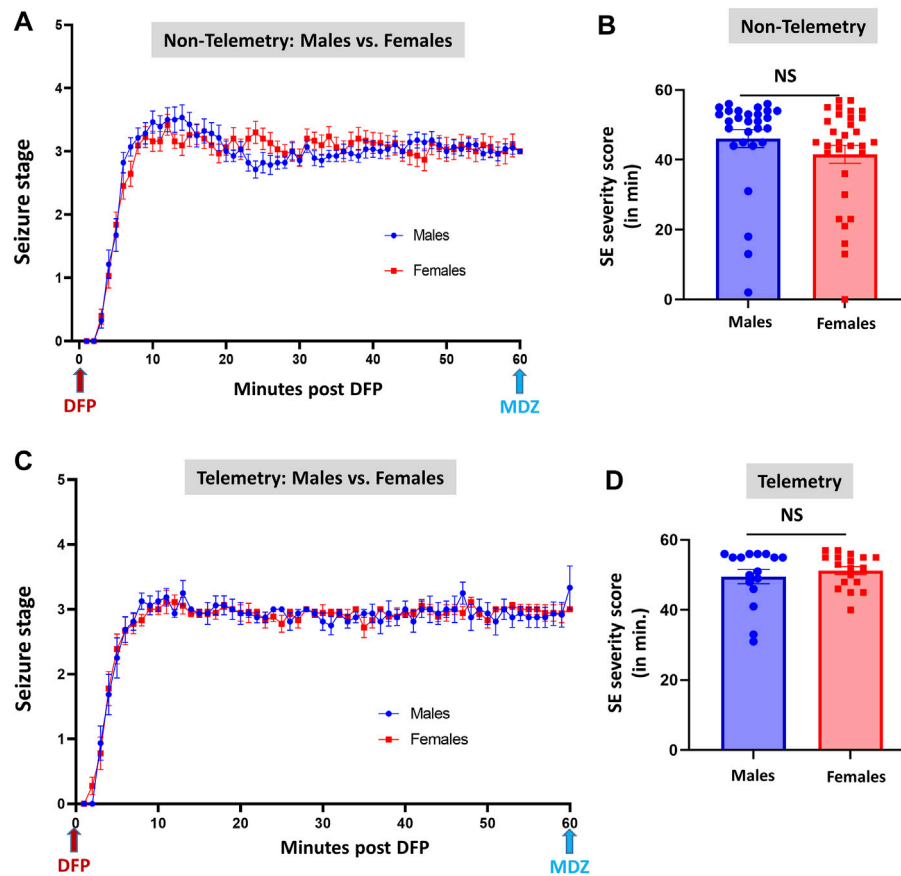 A
Non-Telemetry: Males vs. Females
5
4
3
2
1
0
Seizure stage
Males
Females
0 10 20 30 40 50 60
Minutes post DFP
DFP
MDZ
B
Non-Telemetry
NS
60
40
20
0
SE severity score
(in min)
Males Females
C
Telemetry: Males vs. Females
5
4
3
2
1
0
Seizure stage
Males
Females
0 10 20 30 40 50 60
Minutes post DFP
DFP
MDZ
D
Telemetry
NS
60
40
20
0
SE severity score
(in min.)
Males Females